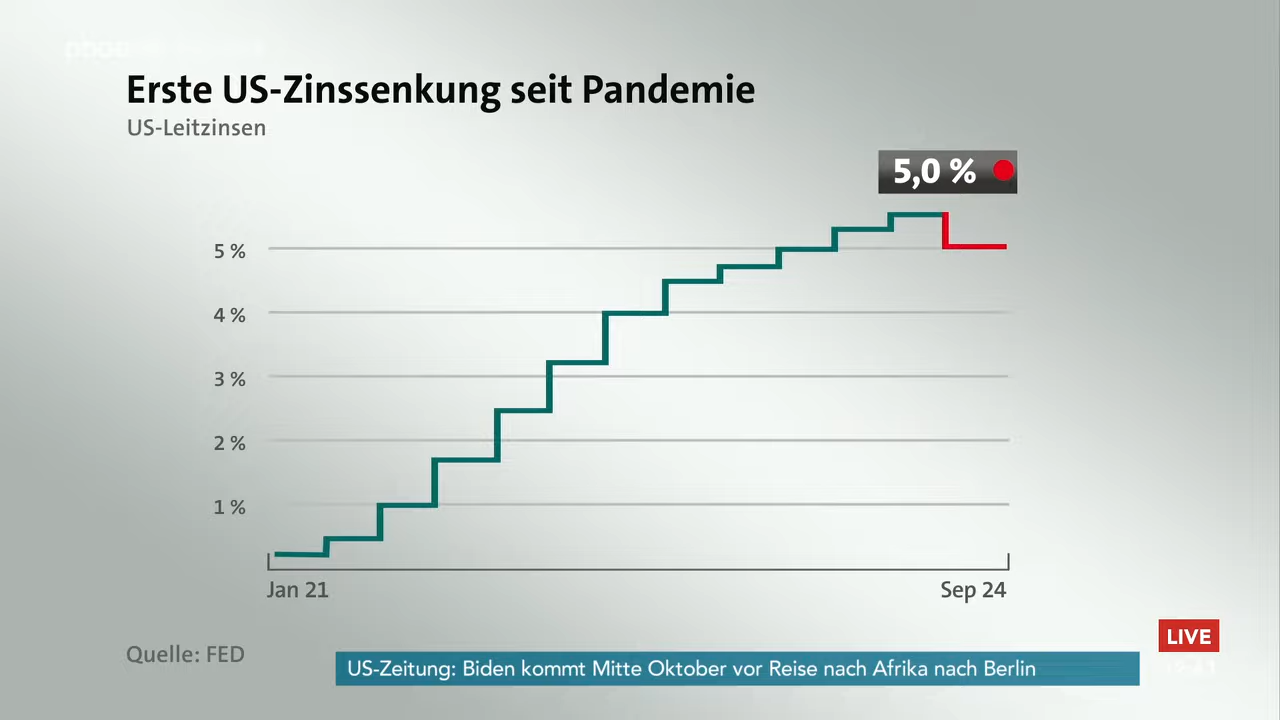 Erste US-Zinssenkung seit Pandemie
US-Leitzinsen
5,0 %
5 %
4 %
3 %
2 %
1 %
Jan 21
Sep 24
Quelle: FED
LIVE
US-Zeitung: Biden kommt Mitte Oktober vor Reise nach Afrika nach Berlin